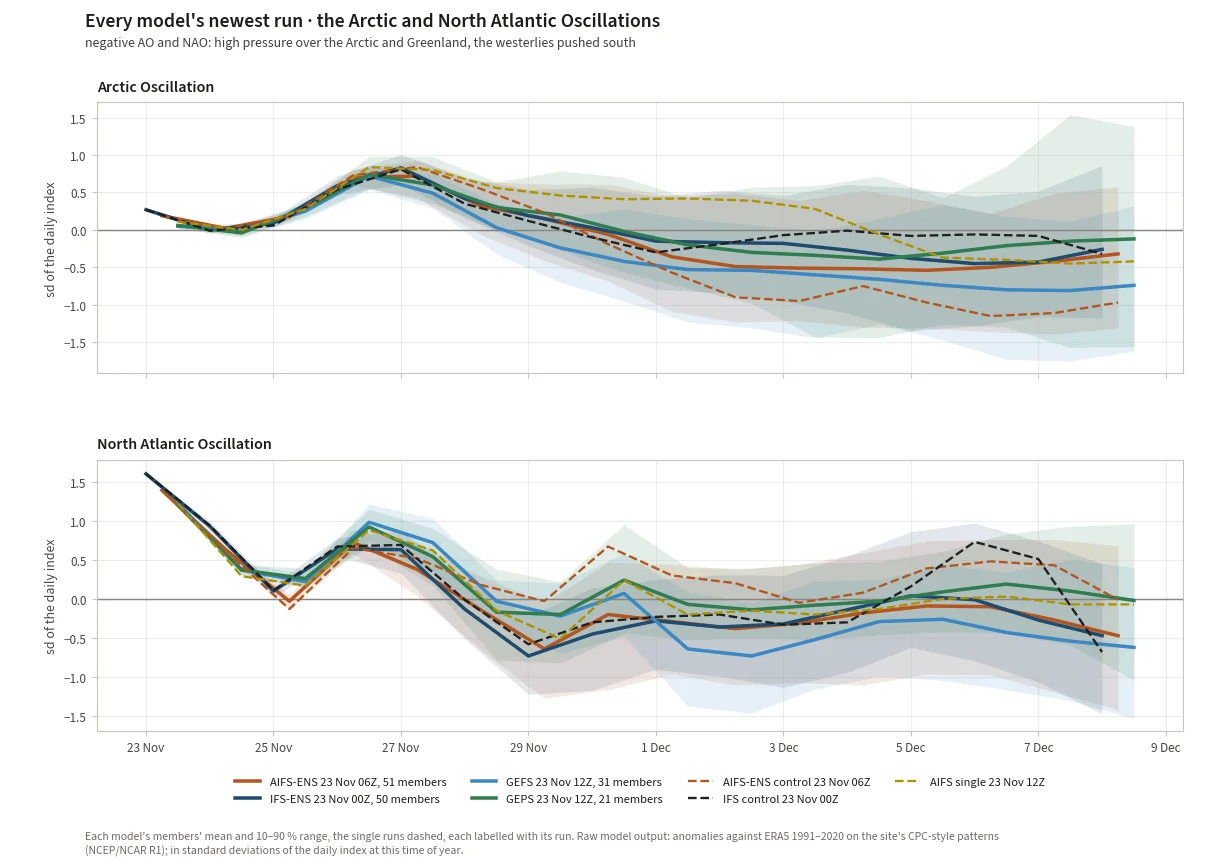 Every model's newest run · the Arctic and North Atlantic Oscillations
negative AO and NAO: high pressure over the Arctic and Greenland, the westerlies pushed south
Arctic Oscillation
sd of the daily index
1.5
1.0
0.5
0.0
−0.5
−1.0
−1.5
North Atlantic Oscillation
sd of the daily index
1.5
1.0
0.5
0.0
−0.5
−1.0
−1.5
23 Nov 25 Nov 27 Nov 29 Nov 1 Dec 3 Dec 5 Dec 7 Dec 9 Dec
AIFS-ENS 23 Nov 06Z, 51 members GEFS 23 Nov 12Z, 31 members AIFS-ENS control 23 Nov 06Z AIFS single 23 Nov 12Z
IFS-ENS 23 Nov 00Z, 50 members GEPS 23 Nov 12Z, 21 members IFS control 23 Nov 00Z
Each model's members' mean and 10–90 % range, the single runs dashed, each labelled with its run. Raw model output: anomalies against ERA5 1991–2020 on the site's CPC-style patterns
(NCEP/NCAR R1); in standard deviations of the daily index at this time of year.